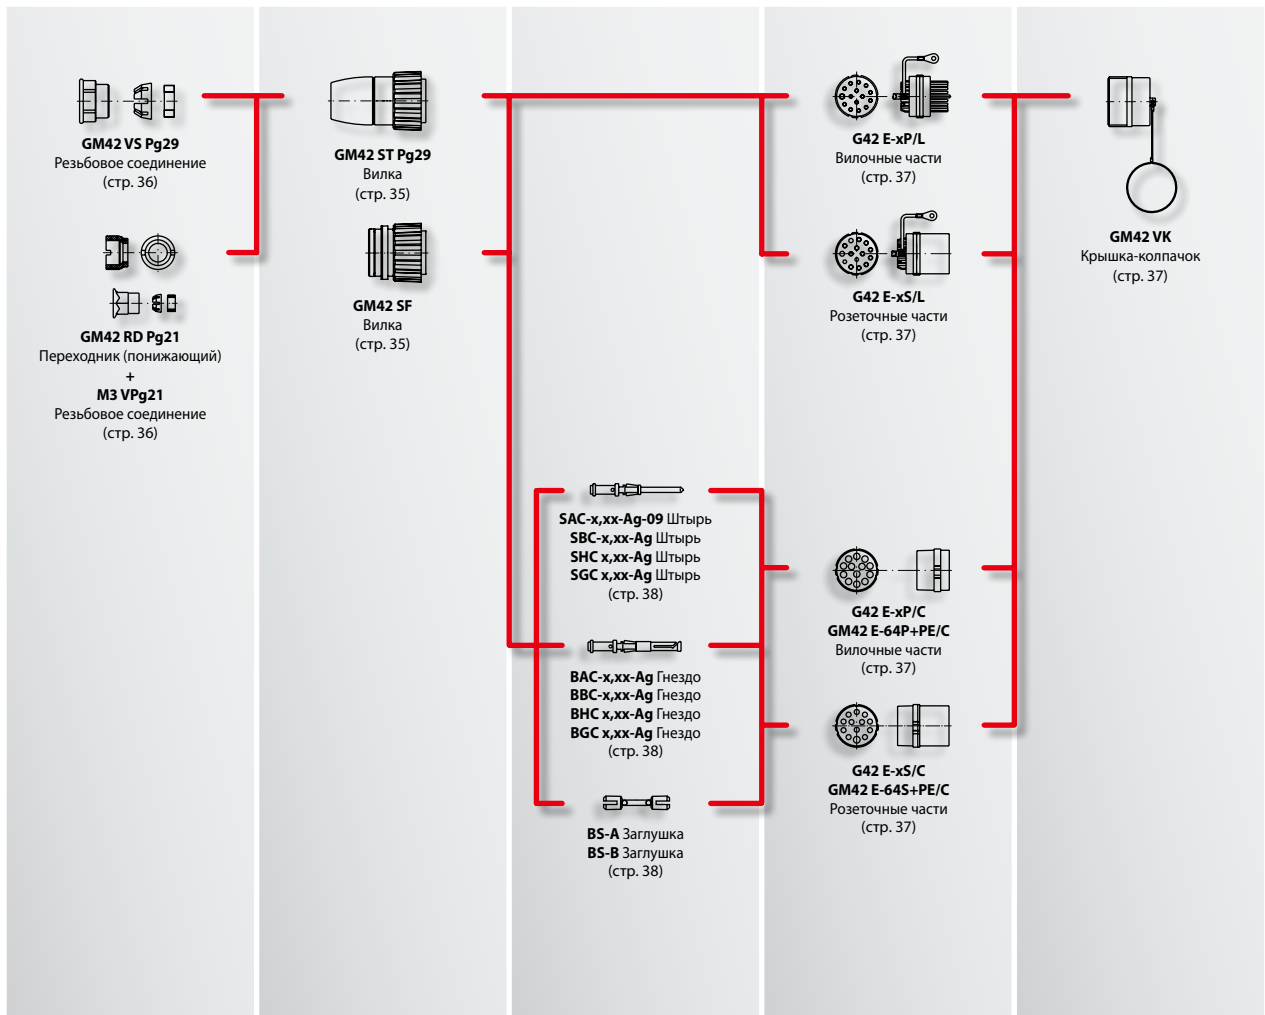 GM42 VS Pg29
Резьбовое соединение
(стр. 36)
GM42 RD Pg21
Переходник (понижающий)
+
M3 VPg21
Резьбовое соединение
(стр. 36)
GM42 ST Pg29
Вилка
(стр. 35)
GM42 SF
Вилка
(стр. 35)
SAC-x,xx-Ag-09 Штырь
SBC-x,xx-Ag Штырь
SHC x,xx-Ag Штырь
SGC x,xx-Ag Штырь
(стр. 38)
BAC-x,xx-Ag Гнездо
BBC-x,xx-Ag Гнездо
BHC x,xx-Ag Гнездо
BGC x,xx-Ag Гнездо
(стр. 38)
BS-A Заглушка
BS-B Заглушка
(стр. 38)
G42 E-xP/L
Вилочные части
(стр. 37)
G42 E-xS/L
Розеточные части
(стр. 37)
G42 E-xP/C
GM42 E-64P+PE/C
Вилочные части
(стр. 37)
G42 E-xS/C
GM42 E-64S+PE/C
Розеточные части
(стр. 37)
GM42 VK
Крышка-колпачок
(стр. 37)